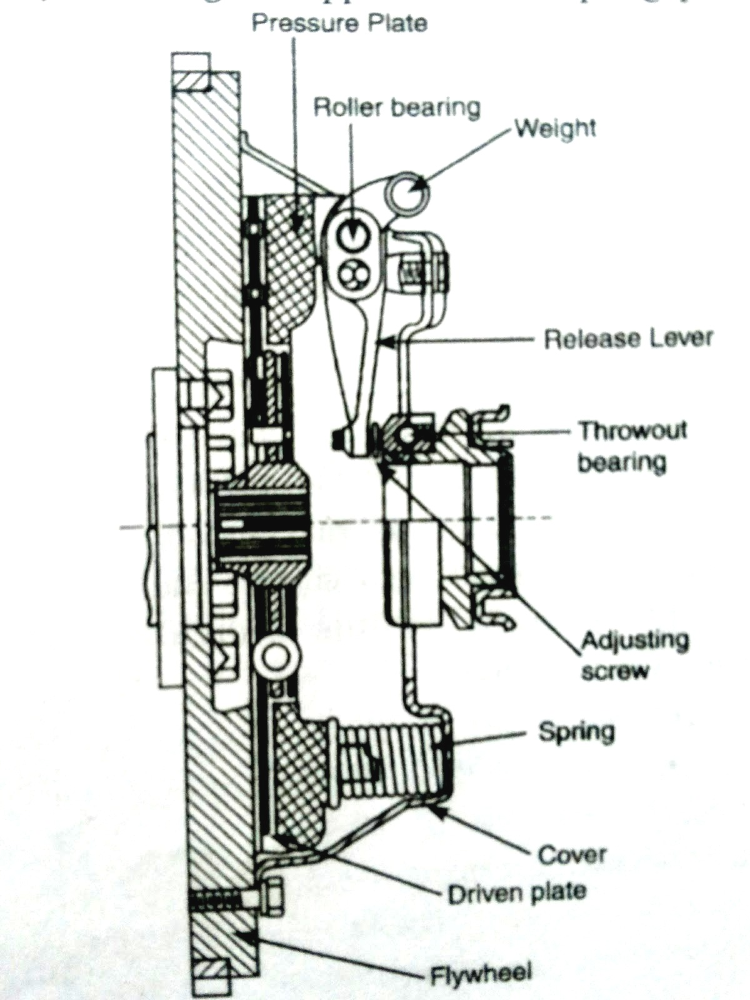 Pressure Plate
Roller bearing
Weight
Release Lever
Throwout
bearing
Adjusting
screw
Spring
Cover
Driven plate
Flywheel